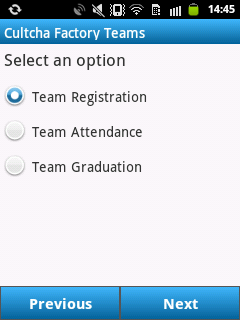 14:45
Cultcha Factory Teams
Select an option
Team Registration
Team Attendance
Team Graduation
Previous Next